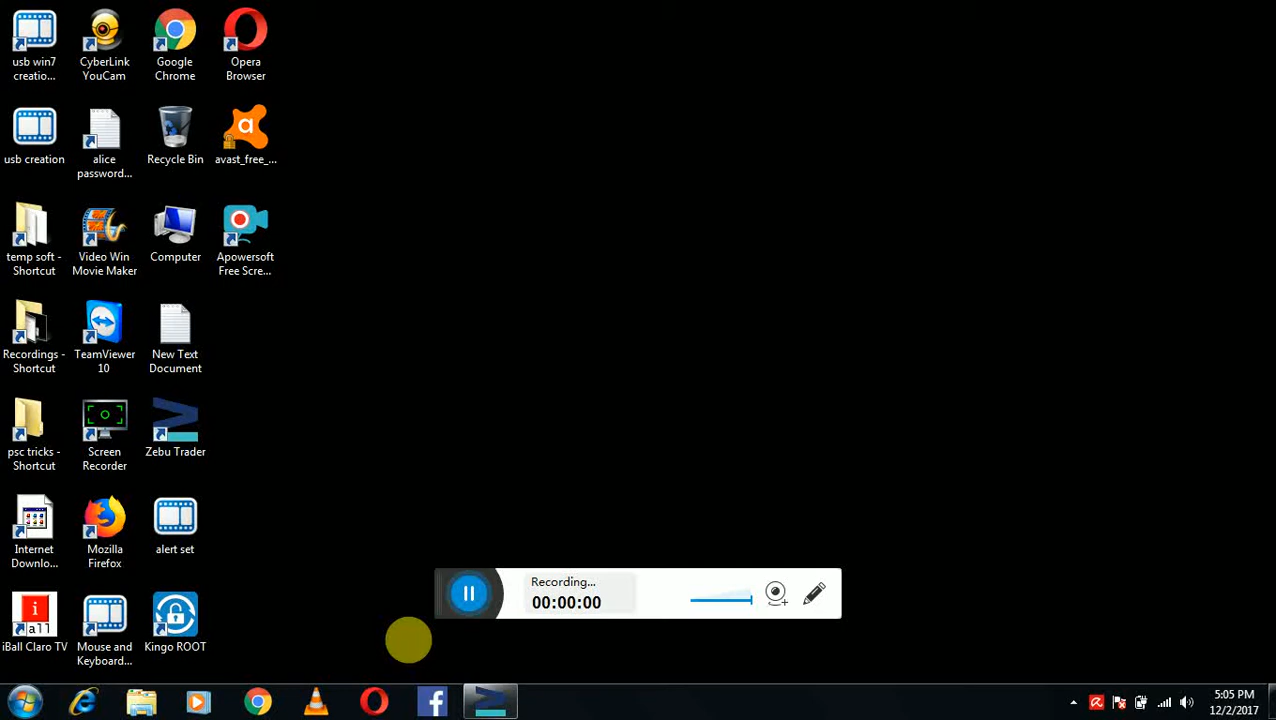 usb win7
creatio...
CyberLink
YouCam
Google
Chrome
Opera
Browser
usb creation
alice
password...
Recycle Bin
a
avast_free_...
temp soft -
Shortcut
Video Win
Movie Maker
Computer
Apowersoft
Free Scre...
Recordings -
Shortcut
TeamViewer
10
New Text
Document
psc tricks -
Shortcut
Screen
Recorder
Zebu Trader
Internet
Downlo...
Mozilla
Firefox
alert set
i
all
iBall Claro TV
Mouse and
Keyboard...
Kingo ROOT
Recording...
00:00:00
f
5:05 PM
12/2/2017